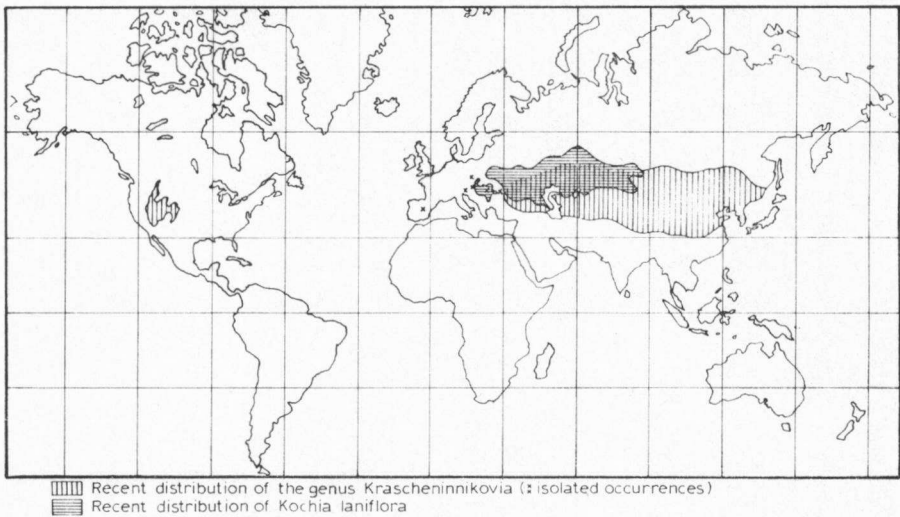 Recent distribution of the genus Krascheninnikovia (: isolated occurrences)
Recent distribution of Kochia laniflora